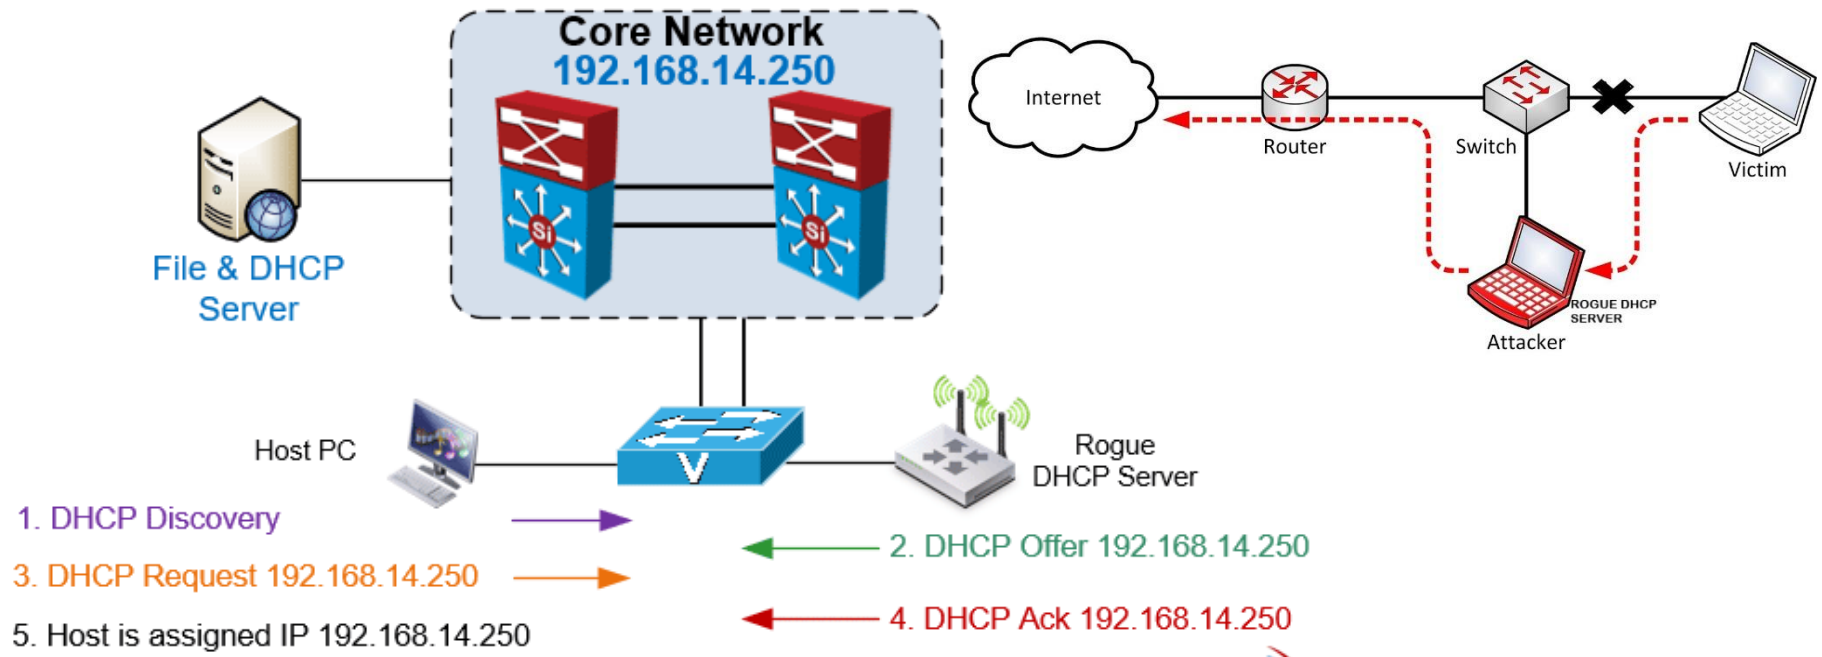 Core Network
192.168.14.250
Si
Si
File & DHCP
Server
Host PC
V
Rogue
DHCP Server
1. DHCP Discovery
2. DHCP Offer 192.168.14.250
3. DHCP Request 192.168.14.250
4. DHCP Ack 192.168.14.250
5. Host is assigned IP 192.168.14.250
Internet
Router
Switch
Victim
ROGUE DHCP
SERVER
Attacker